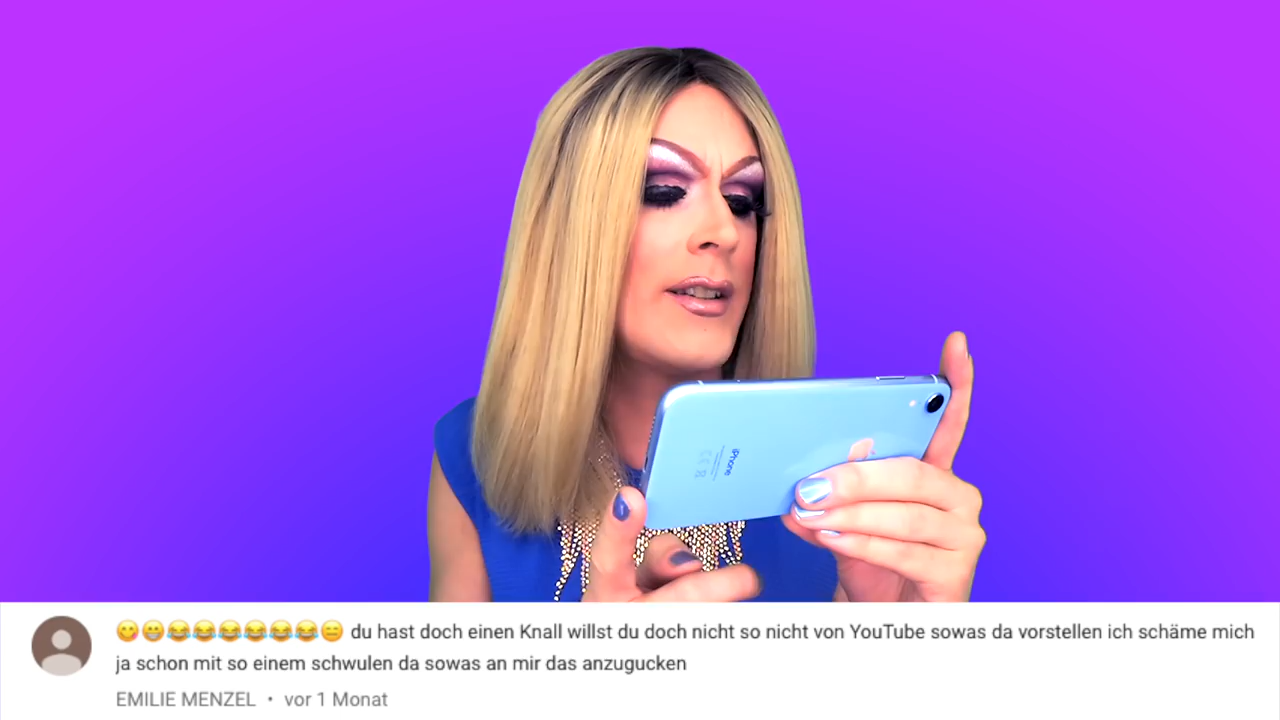 iPhone
😋😬😂😂😂😂😂😂😑 du hast doch einen Knall willst du doch nicht so nicht von YouTube sowas da vorstellen ich schäme mich
ja schon mit so einem schwulen da sowas an mir das anzugucken
EMILIE MENZEL • vor 1 Monat